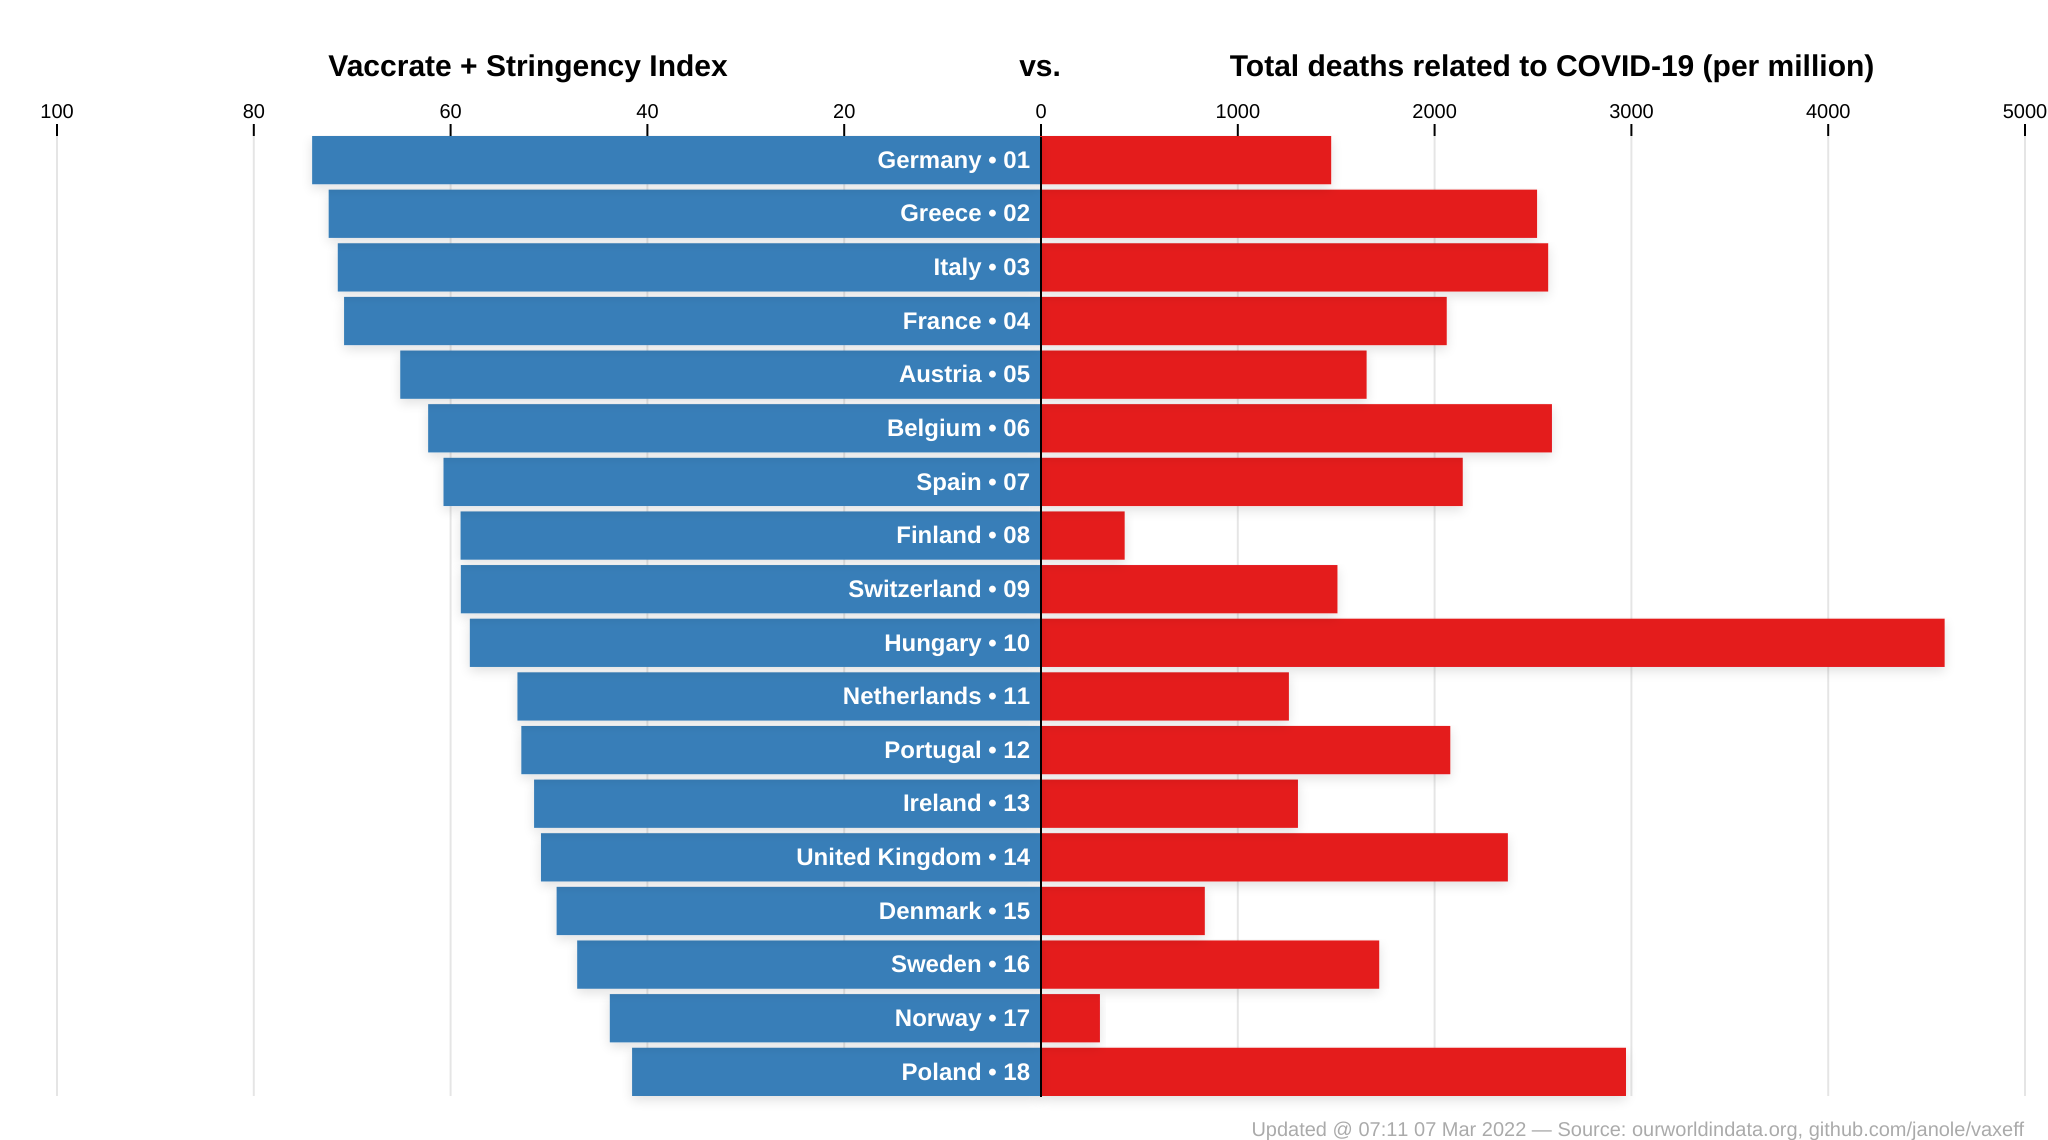 Vaccrate + Stringency Index vs. Total deaths related to COVID-19 (per million)
100 80 60 40 20 0 1000 2000 3000 4000 5000
Germany • 01
Greece • 02
Italy • 03
France • 04
Austria • 05
Belgium • 06
Spain • 07
Finland • 08
Switzerland • 09
Hungary • 10
Netherlands • 11
Portugal • 12
Ireland • 13
United Kingdom • 14
Denmark • 15
Sweden • 16
Norway • 17
Poland • 18
Updated @ 07:11 07 Mar 2022 — Source: ourworldindata.org, github.com/janole/vaxeff